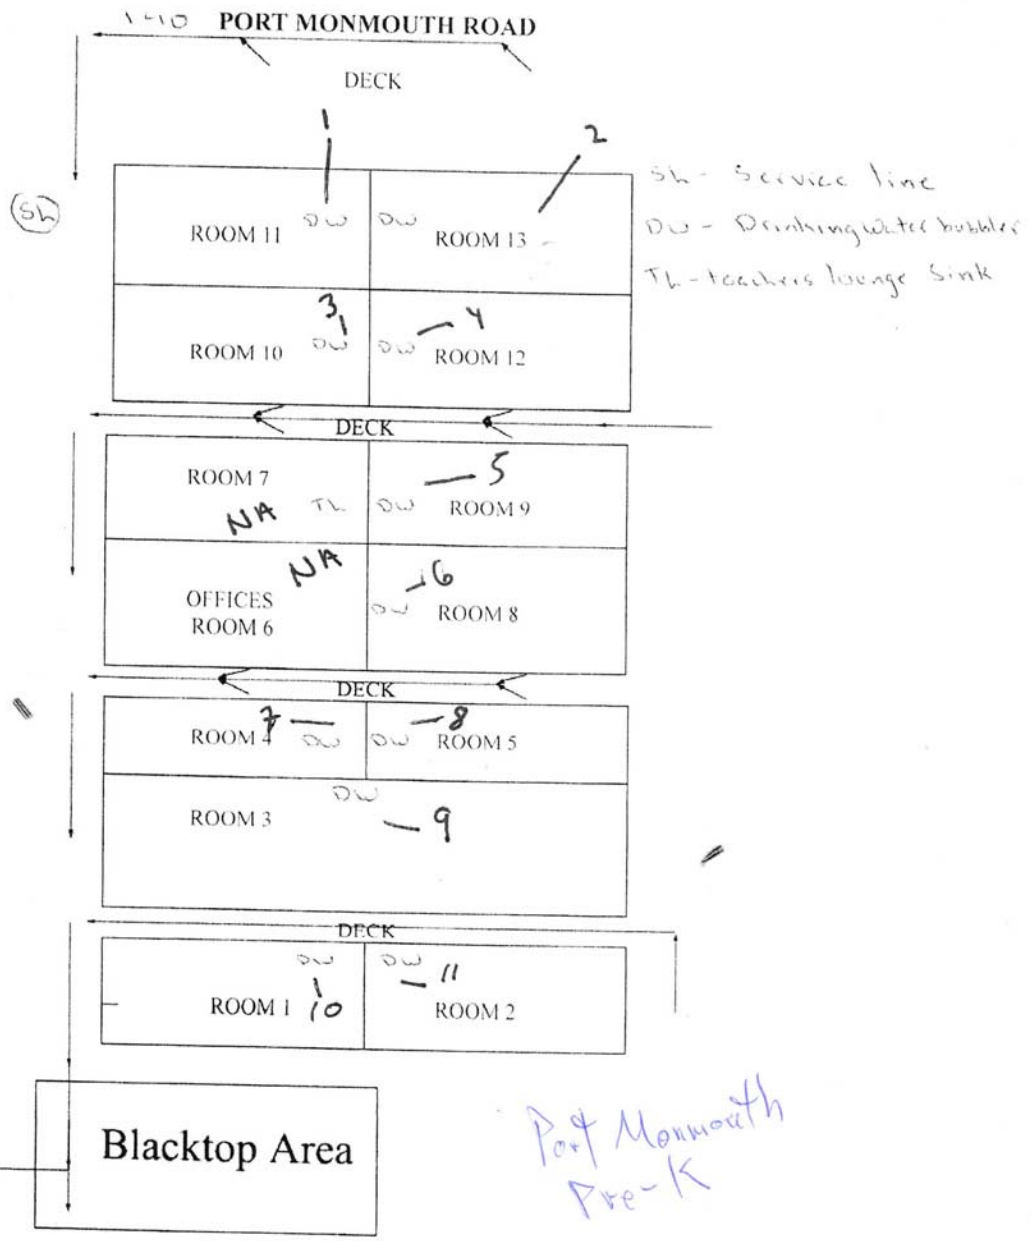 PORT MONMOUTH ROAD
DECK
1
2
SL - Service line
SL
DW DW
DW - Drinking Water bubbler
ROOM 11
ROOM 13
TL - teachers lounge Sink
3
4
DW DW
ROOM 10
ROOM 12
DECK
ROOM 7
5
NA TL DW ROOM 9
NA
6
OFFICES
ROOM 6
DW ROOM 8
DECK
7
8
ROOM 4 DW DW ROOM 5
DW
ROOM 3
9
DECK
DW DW
11
ROOM 1 10
ROOM 2
Blacktop Area
Port Monmouth
Pre-K